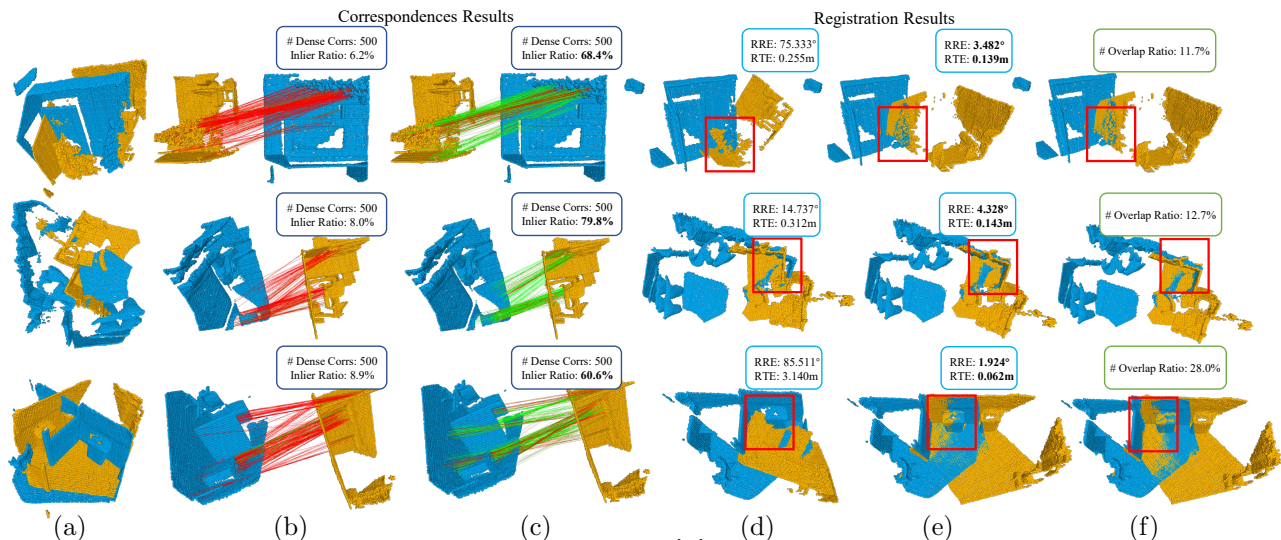 Correspondences Results
Registration Results
# Dense Corrs: 500
Inlier Ratio: 6.2%
# Dense Corrs: 500
Inlier Ratio: 68.4%
RRE: 75.333°
RTE: 0.255m
RRE: 3.482°
RTE: 0.139m
# Overlap Ratio: 11.7%
# Dense Corrs: 500
Inlier Ratio: 8.0%
# Dense Corrs: 500
Inlier Ratio: 79.8%
RRE: 14.737°
RTE: 0.312m
RRE: 4.328°
RTE: 0.143m
# Overlap Ratio: 12.7%
# Dense Corrs: 500
Inlier Ratio: 8.9%
# Dense Corrs: 500
Inlier Ratio: 60.6%
RRE: 85.511°
RTE: 3.140m
RRE: 1.924°
RTE: 0.062m
# Overlap Ratio: 28.0%
(a) (b) (c) (d) (e) (f)